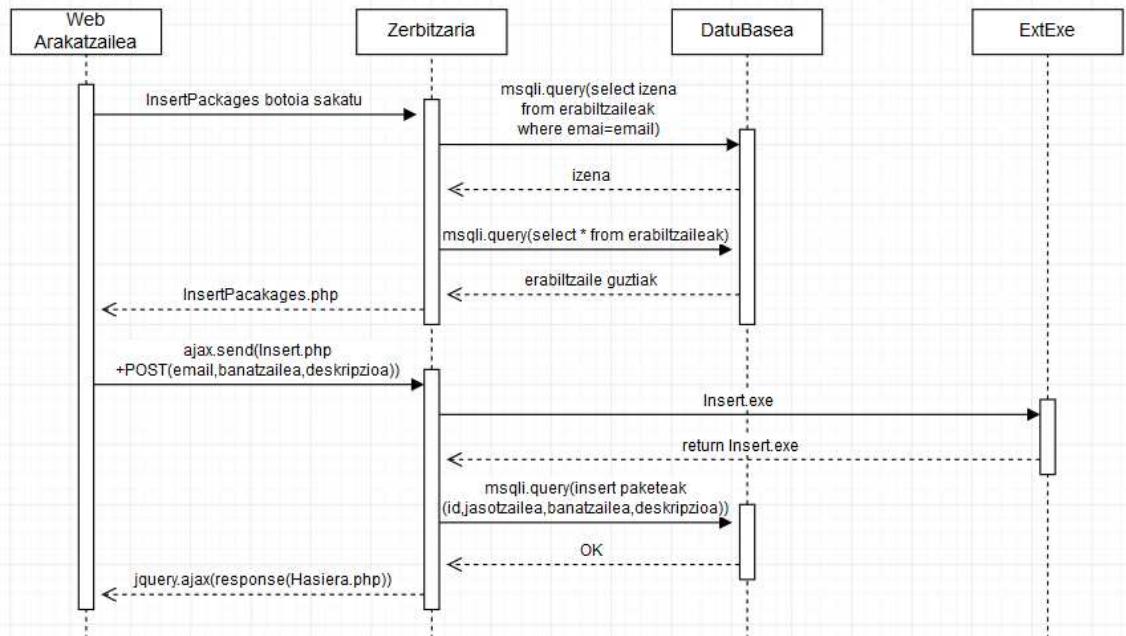 Web
Arakatzailea
Zerbitzaria
DatuBasea
ExtExe
InsertPackages botoia sakatu
msqli.query(select izena
from erabiltzaileak
where emai=email)
izena
msqli.query(select * from erabiltzaileak)
erabiltzaile guztiak
InsertPacakages.php
ajax.send(Insert.php
+POST(email,banatzailea,deskripzioa))
Insert.exe
return Insert.exe
msqli.query(insert paketeak
(id,jasotzailea,banatzailea,deskripzioa))
OK
jquery.ajax(response(Hasiera.php))